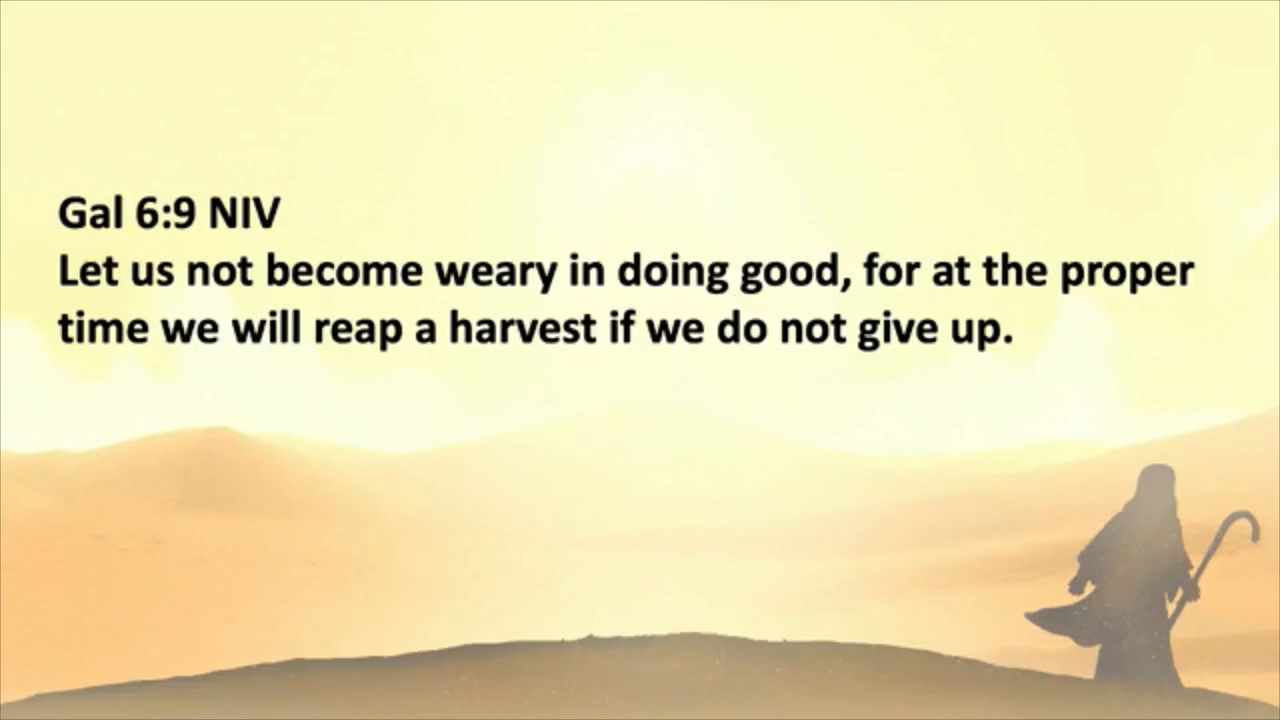 Gal 6:9 NIV
Let us not become weary in doing good, for at the proper
time we will reap a harvest if we do not give up.